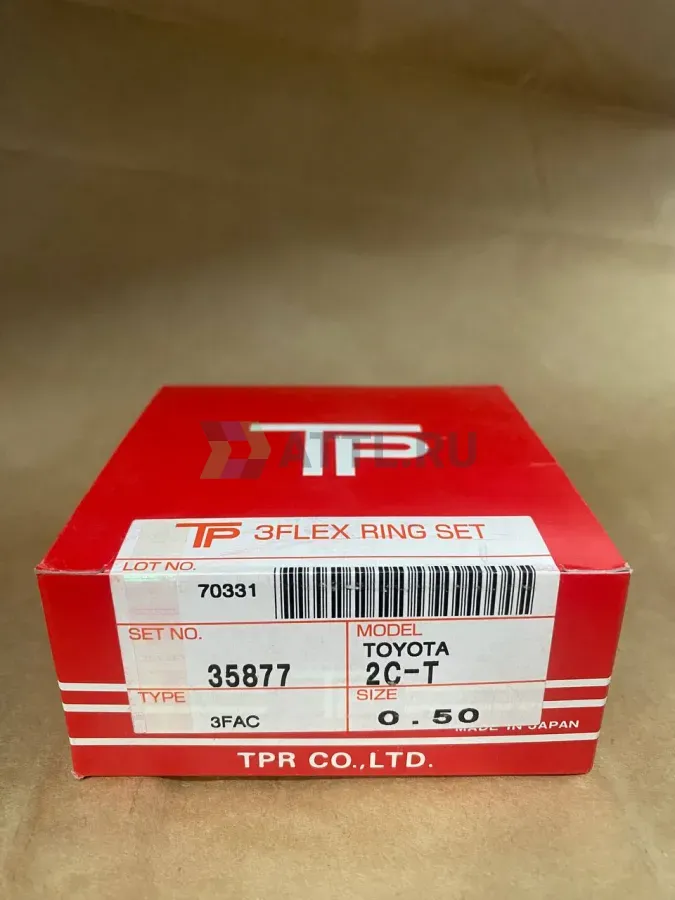 TP
ATTL.RU
TP 3FLEX RING SET
LOT NO.
70331
SET NO.
35877
MODEL
TOYOTA
2C-T
TYPE
3FAC
SIZE
0.50
MADE IN JAPAN
TPR CO.,LTD.